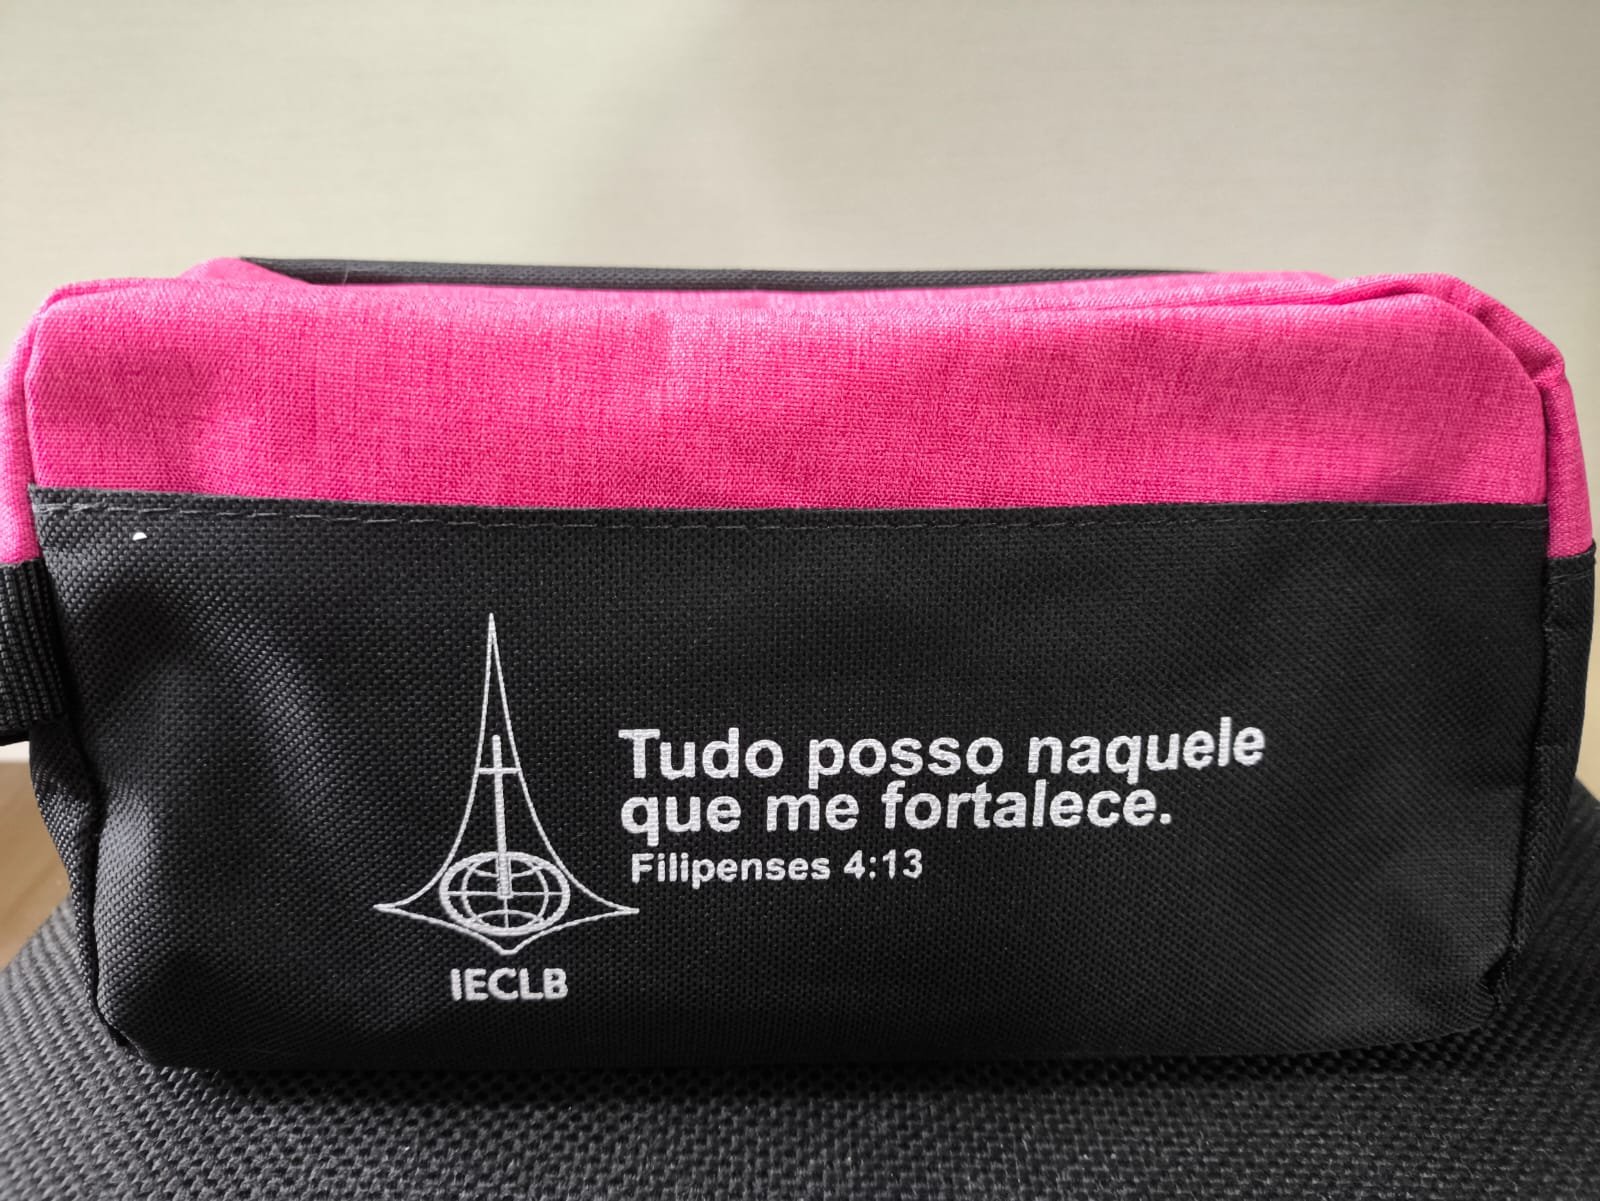 Tudo posso naquele
que me fortalece.
Filipenses 4:13
IECLB